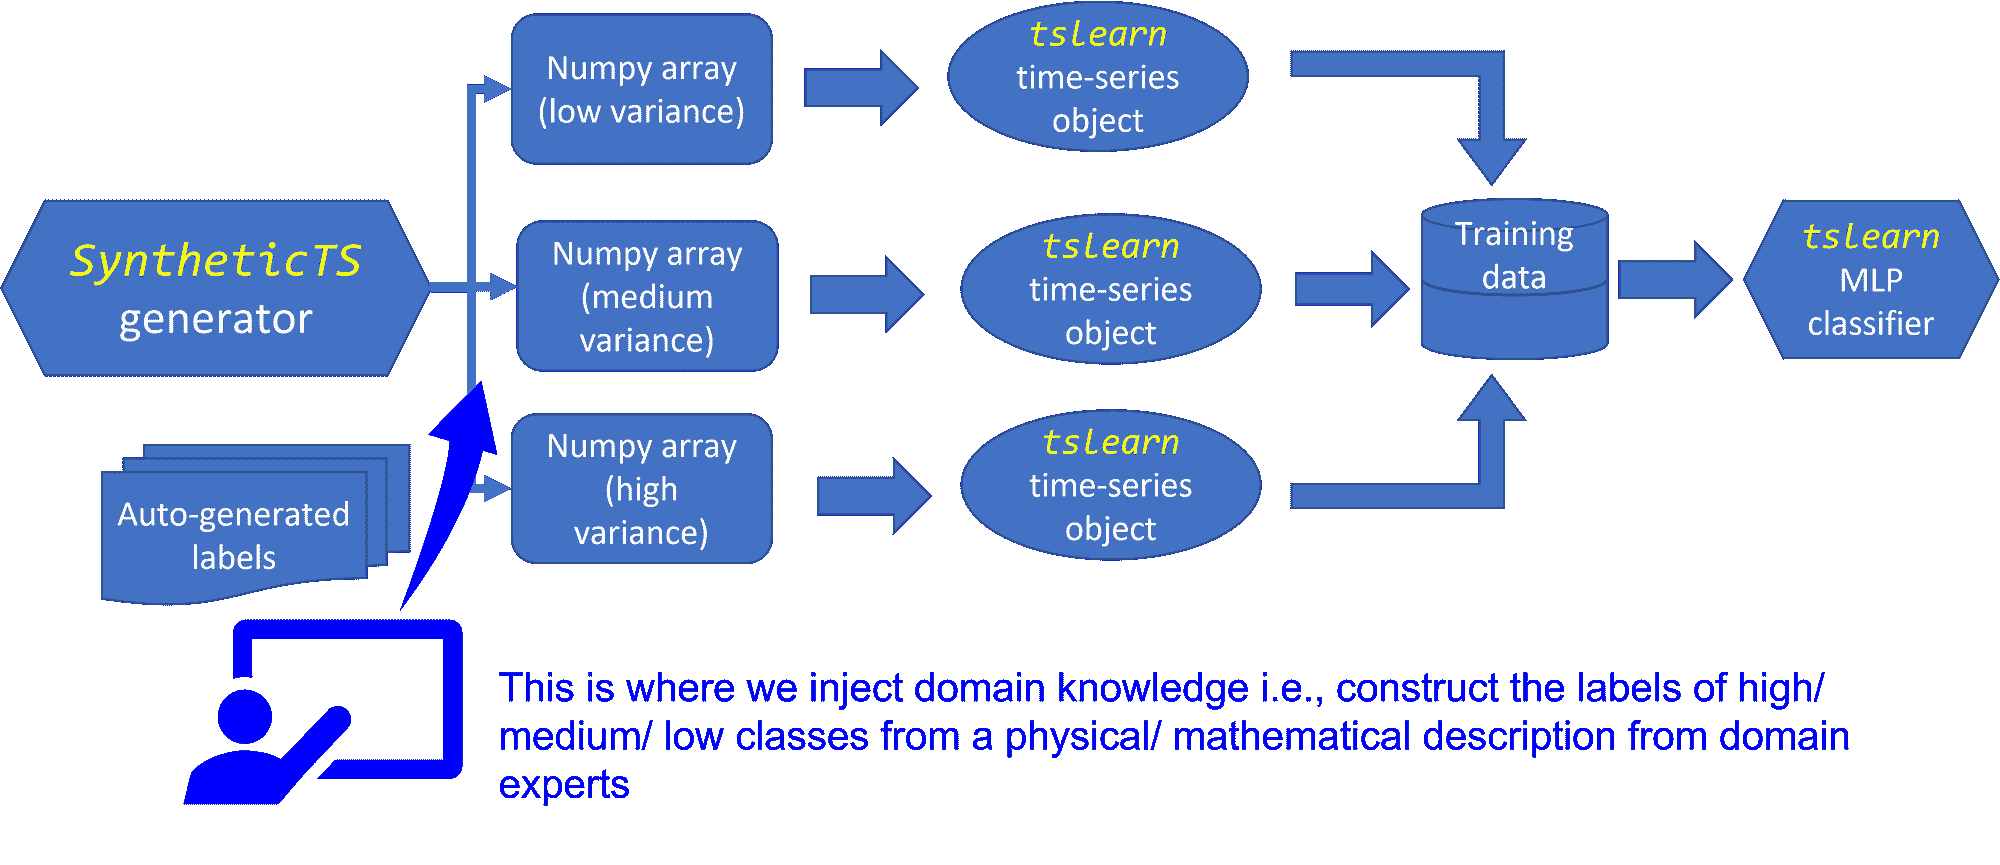 SyntheticTS
generator
Numpy array
(low variance)
tslearn
time-series
object
Numpy array
(medium
variance)
tslearn
time-series
object
Numpy array
(high
variance)
tslearn
time-series
object
Training
data
tslearn
MLP
classifier
Auto-generated
labels
This is where we inject domain knowledge i.e., construct the labels of high/
medium/ low classes from a physical/ mathematical description from domain
experts